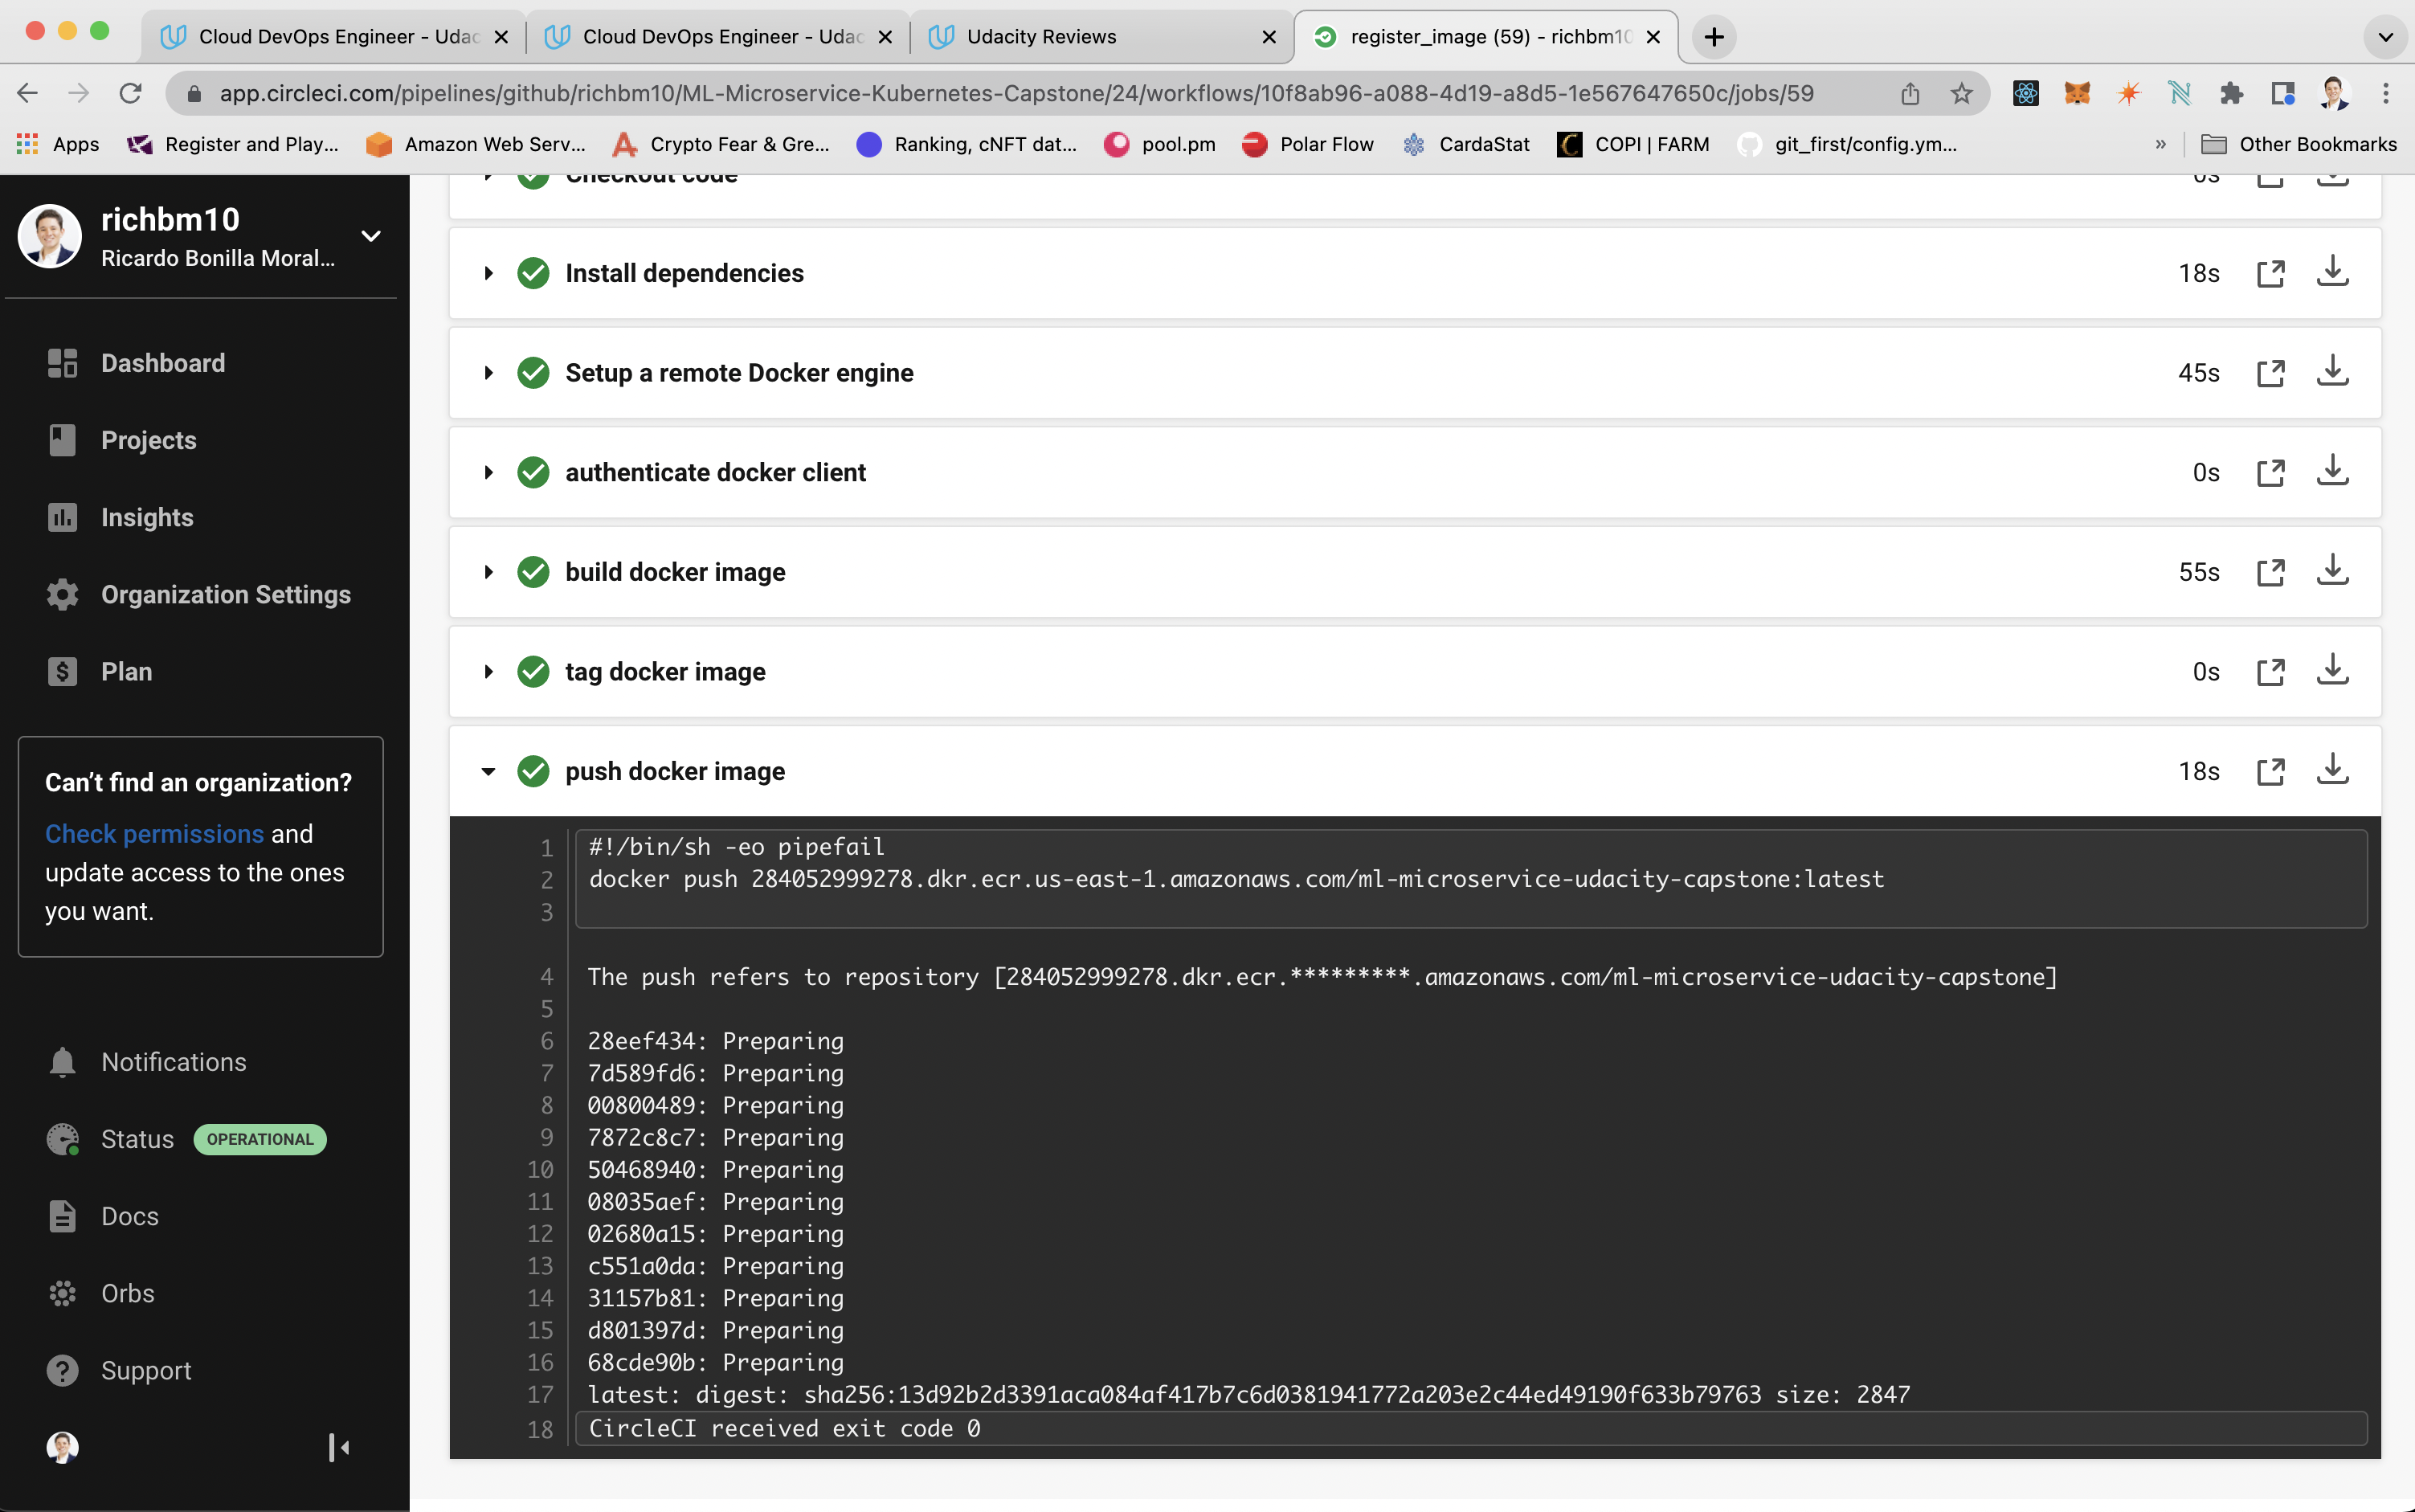 Cloud DevOps Engineer - Udac
Cloud DevOps Engineer - Udac
Udacity Reviews
register_image (59) - richbm10
app.circleci.com/pipelines/github/richbm10/ML-Microservice-Kubernetes-Capstone/24/workflows/10f8ab96-a088-4d19-a8d5-1e567647650c/jobs/59
Apps
Register and Play...
Amazon Web Serv...
Crypto Fear & Gre...
Ranking, cNFT dat...
pool.pm
Polar Flow
CardaStat
COPI | FARM
git_first/config.ym...
»
Other Bookmarks
richbm10
Ricardo Bonilla Moral...
Dashboard
Projects
Insights
Organization Settings
Plan
Can't find an organization?
Check permissions and
update access to the ones
you want.
Notifications
Status OPERATIONAL
Docs
Orbs
Support
Checkout code 0s
Install dependencies 18s
Setup a remote Docker engine 45s
authenticate docker client 0s
build docker image 55s
tag docker image 0s
push docker image 18s
1 #!/bin/sh -eo pipefail
2 docker push 284052999278.dkr.ecr.us-east-1.amazonaws.com/ml-microservice-udacity-capstone:latest
3
4 The push refers to repository [284052999278.dkr.ecr.*********.amazonaws.com/ml-microservice-udacity-capstone]
5
6 28eef434: Preparing
7 7d589fd6: Preparing
8 00800489: Preparing
9 7872c8c7: Preparing
10 50468940: Preparing
11 08035aef: Preparing
12 02680a15: Preparing
13 c551a0da: Preparing
14 31157b81: Preparing
15 d801397d: Preparing
16 68cde90b: Preparing
17 latest: digest: sha256:13d92b2d3391aca084af417b7c6d0381941772a203e2c44ed49190f633b79763 size: 2847
18 CircleCI received exit code 0